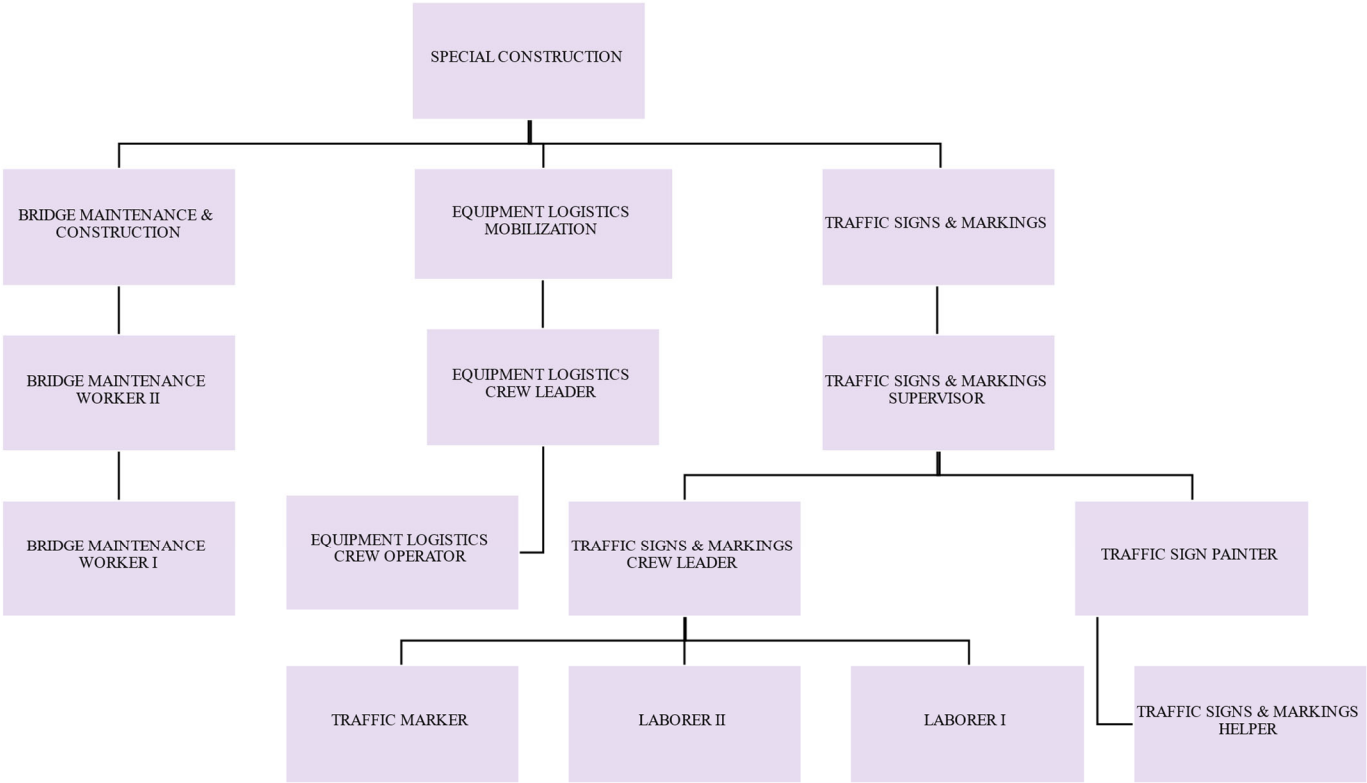 SPECIAL CONSTRUCTION
BRIDGE MAINTENANCE &
CONSTRUCTION
EQUIPMENT LOGISTICS
MOBILIZATION
TRAFFIC SIGNS & MARKINGS
BRIDGE MAINTENANCE
WORKER II
EQUIPMENT LOGISTICS
CREW LEADER
TRAFFIC SIGNS & MARKINGS
SUPERVISOR
BRIDGE MAINTENANCE
WORKER I
EQUIPMENT LOGISTICS
CREW OPERATOR
TRAFFIC SIGNS & MARKINGS
CREW LEADER
TRAFFIC SIGN PAINTER
TRAFFIC MARKER
LABORER II
LABORER I
TRAFFIC SIGNS & MARKINGS
HELPER